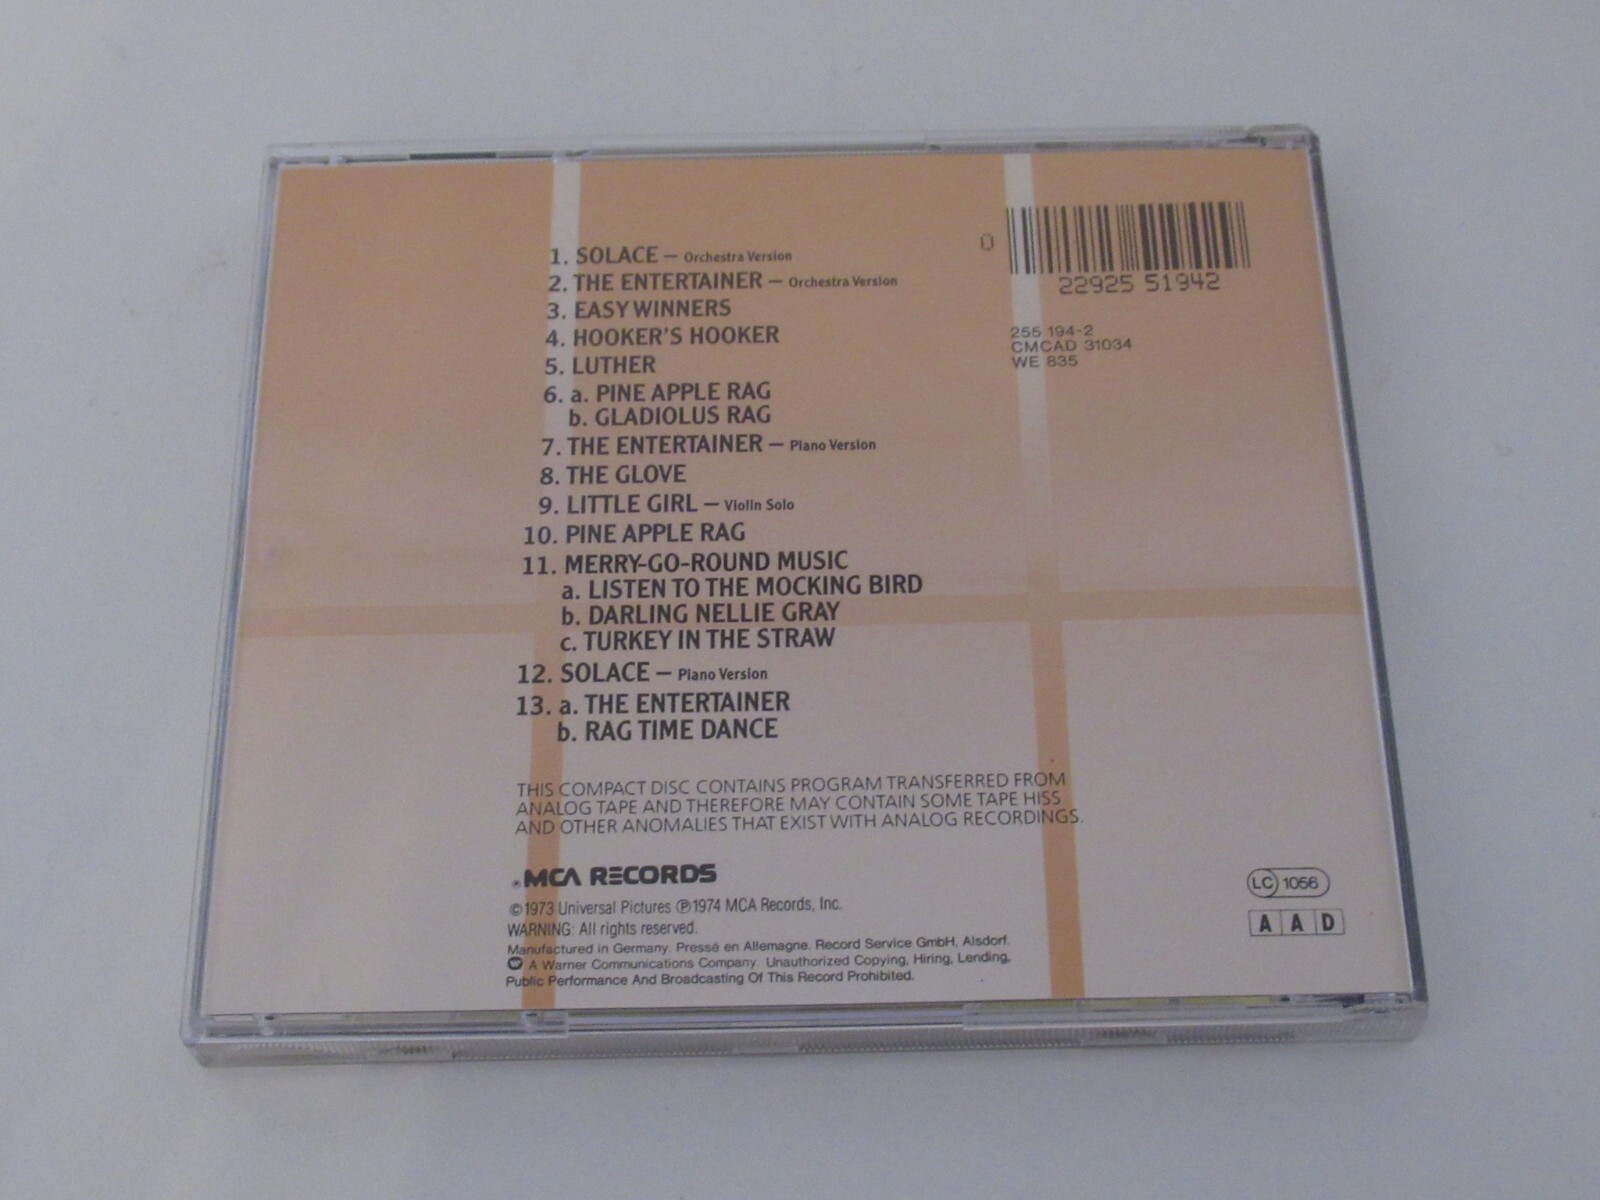 1. SOLACE — Orchestra Version
2. THE ENTERTAINER — Orchestra Version
3. EASY WINNERS
4. HOOKER'S HOOKER
5. LUTHER
6. a. PINE APPLE RAG
b. GLADIOLUS RAG
7. THE ENTERTAINER — Piano Version
8. THE GLOVE
9. LITTLE GIRL — Violin Solo
10. PINE APPLE RAG
11. MERRY-GO-ROUND MUSIC
a. LISTEN TO THE MOCKING BIRD
b. DARLING NELLIE GRAY
c. TURKEY IN THE STRAW
12. SOLACE — Piano Version
13. a. THE ENTERTAINER
b. RAG TIME DANCE
0
22925 51942
255 194-2
CMCAD 31034
WE 835
THIS COMPACT DISC CONTAINS PROGRAM TRANSFERRED FROM
ANALOG TAPE AND THEREFORE MAY CONTAIN SOME TAPE HISS
AND OTHER ANOMALIES THAT EXIST WITH ANALOG RECORDINGS.
®MCA RECORDS
©1973 Universal Pictures ℗1974 MCA Records, Inc.
WARNING: All rights reserved.
Manufactured in Germany. Pressé en Allemagne. Record Service GmbH, Alsdorf.
A Warner Communications Company. Unauthorized Copying, Hiring, Lending,
Public Performance And Broadcasting Of This Record Prohibited.
LC 1056
A A D